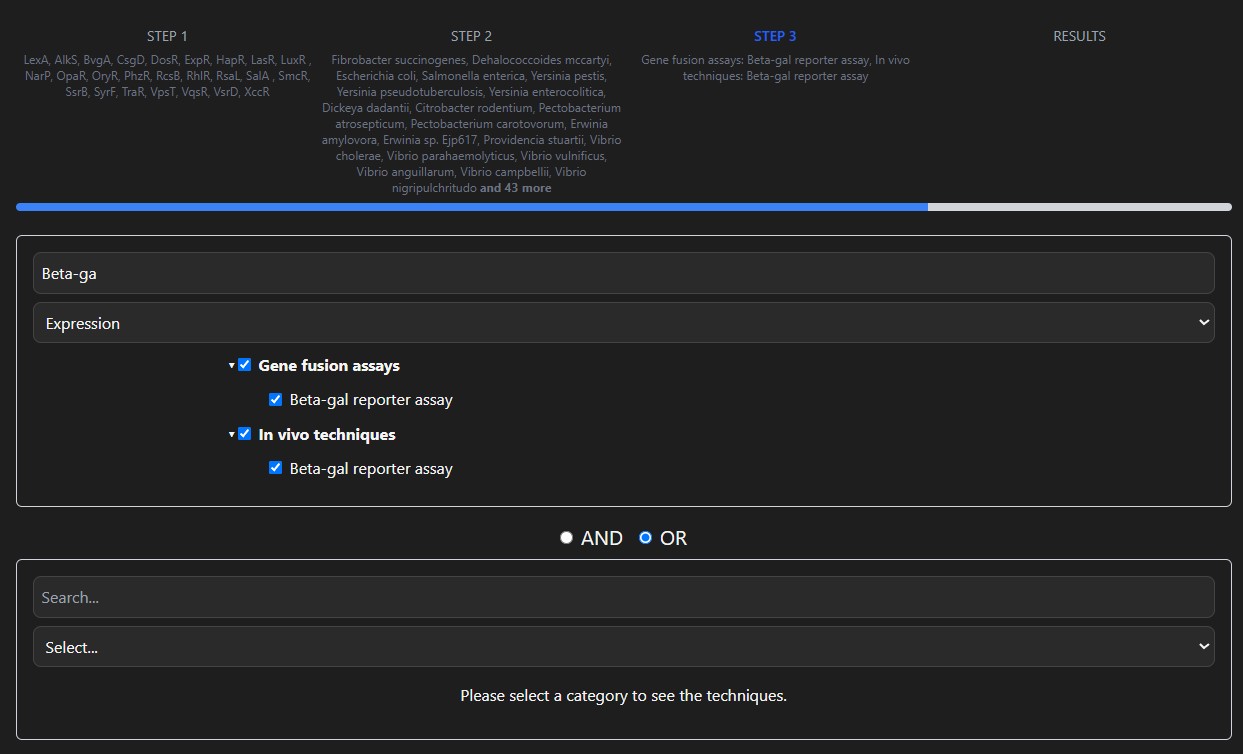 STEP 1
LexA, AlkS, BvgA, CsgD, DosR, ExpR, HapR, LasR, LuxR ,
NarP, OpaR, OryR, PhzR, RcsB, RhlR, RsaL, SalA , SmcR,
SsrB, SyrF, TraR, VpsT, VqsR, VsrD, XccR
STEP 2
Fibrobacter succinogenes, Dehalococcoides mccartyi,
Escherichia coli, Salmonella enterica, Yersinia pestis,
Yersinia pseudotuberculosis, Yersinia enterocolitica,
Dickeya dadantii, Citrobacter rodentium, Pectobacterium
atrosepticum, Pectobacterium carotovorum, Erwinia
amylovora, Erwinia sp. Ejp617, Providencia stuartii, Vibrio
cholerae, Vibrio parahaemolyticus, Vibrio vulnificus,
Vibrio anguillarum, Vibrio campbellii, Vibrio
nigripulchritudo and 43 more
STEP 3
Gene fusion assays: Beta-gal reporter assay, In vivo
techniques: Beta-gal reporter assay
RESULTS
Beta-ga
Expression
Gene fusion assays
Beta-gal reporter assay
In vivo techniques
Beta-gal reporter assay
AND OR
Search...
Select...
Please select a category to see the techniques.